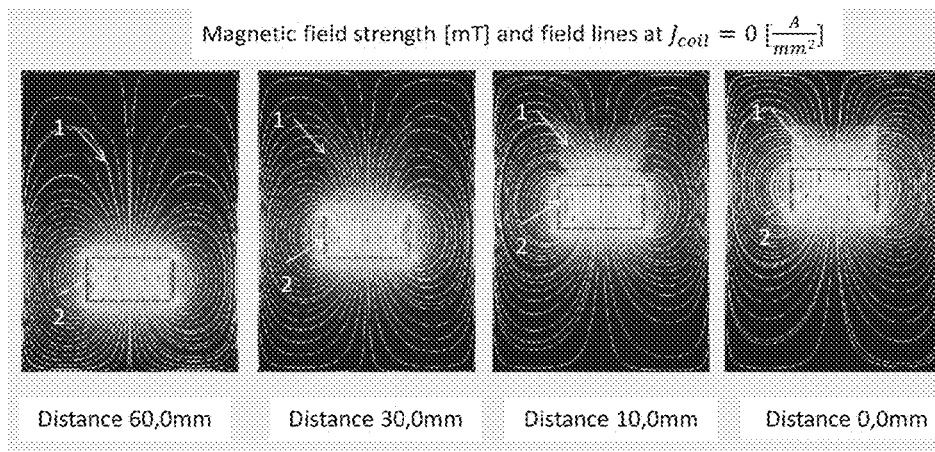 Magnetic field strength [mT] and field lines at J_coil = 0 [A/mm²]
1
2
1
2
1
2
1
2
Distance 60,0mm
Distance 30,0mm
Distance 10,0mm
Distance 0,0mm